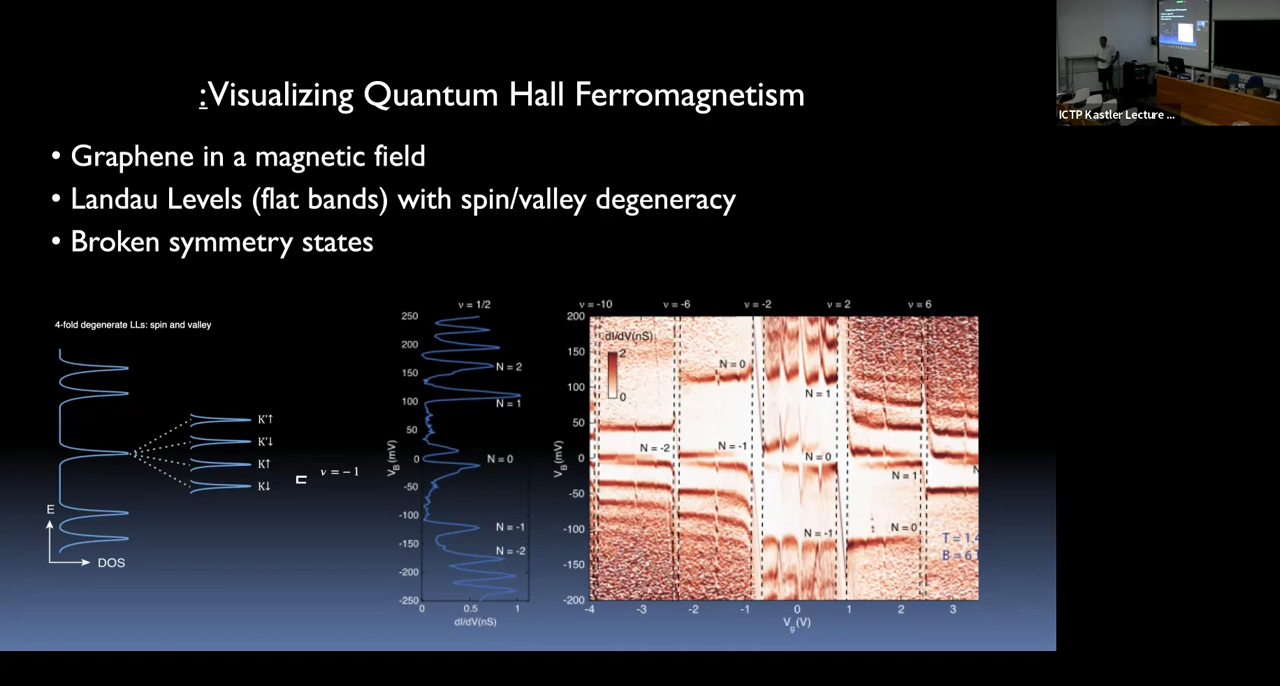 :Visualizing Quantum Hall Ferromagnetism
• Graphene in a magnetic field
• Landau Levels (flat bands) with spin/valley degeneracy
• Broken symmetry states
4-fold degenerate LLs: spin and valley
K'↑
K'↓
K↑
K↓
ν = −1
E
DOS
ν = 1/2
250
200
150
100
50
0
-50
-100
-150
-200
-250
V_B(mV)
N = 2
N = 1
N = 0
N = -1
N = -2
0 0.5 1
dI/dV(nS)
ν = -10 ν = -6 ν = -2 ν = 2 ν = 6
200
150
100
50
0
-50
-100
-150
-200
V_B(mV)
dI/dV(nS)
2
0
N = 0
N = 1
N = -2
N = -1
N = 0
N = 1
N
N = -1
N = 0
T = 1.4
B = 6
-4 -3 -2 -1 0 1 2 3
V_g(V)
ICTP Kastler Lecture ...